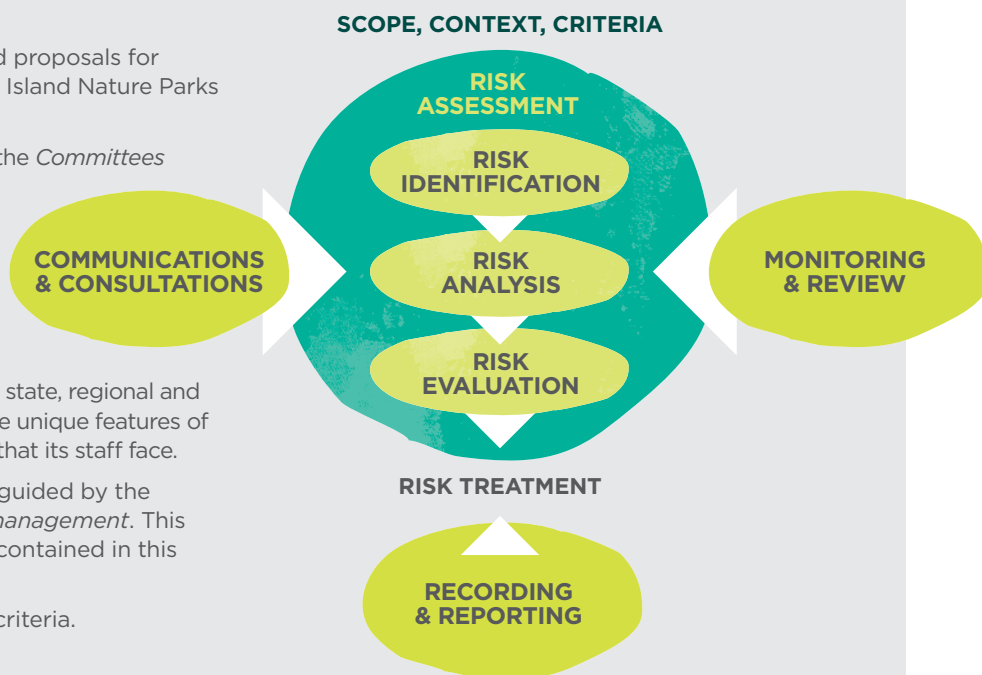 d proposals for
Island Nature Parks
the Committees
state, regional and
e unique features of
that its staff face.
guided by the
management. This
contained in this
criteria.
SCOPE, CONTEXT, CRITERIA
RISK
ASSESSMENT
RISK
IDENTIFICATION
COMMUNICATIONS
& CONSULTATIONS
RISK
ANALYSIS
MONITORING
& REVIEW
RISK
EVALUATION
RISK TREATMENT
RECORDING
& REPORTING